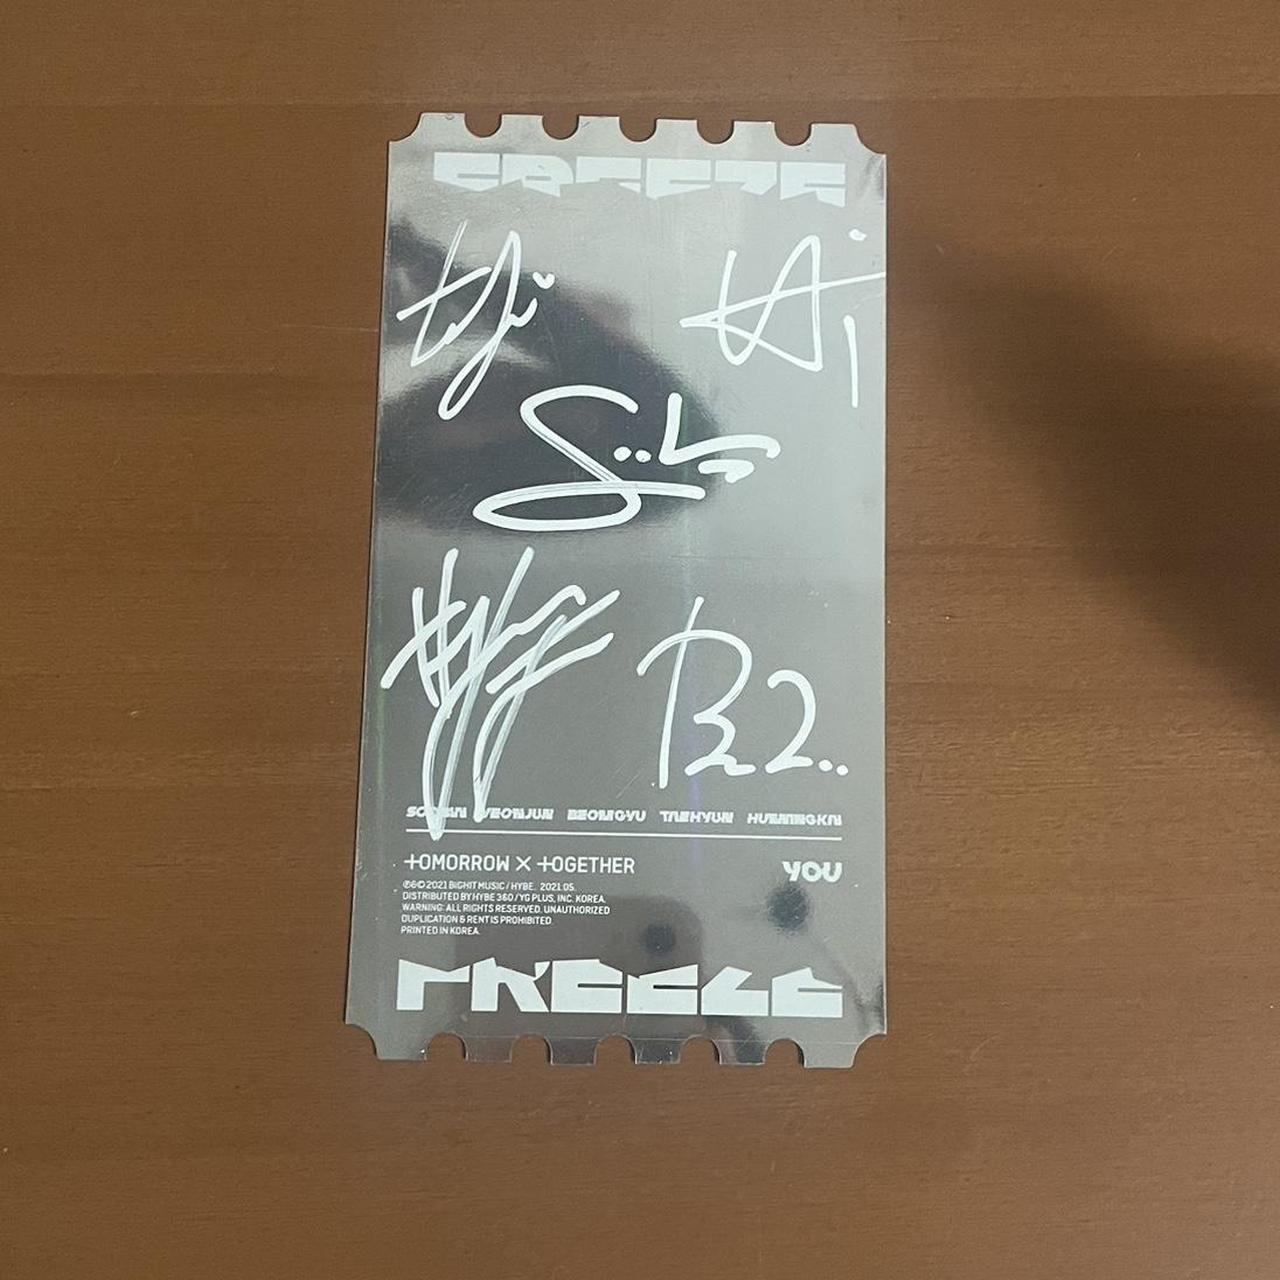 FREEZE
SOOBIN YEONJUN BEOMGYU TAEHYUN HUENINGKAI
TOMORROW X TOGETHER
YOU
℗&© 2021 BIGHIT MUSIC / HYBE. 2021.05.
DISTRIBUTED BY HYBE 360 / YG PLUS, INC. KOREA.
WARNING: ALL RIGHTS RESERVED. UNAUTHORIZED
DUPLICATION & RENT IS PROHIBITED.
PRINTED IN KOREA.
FREEZE